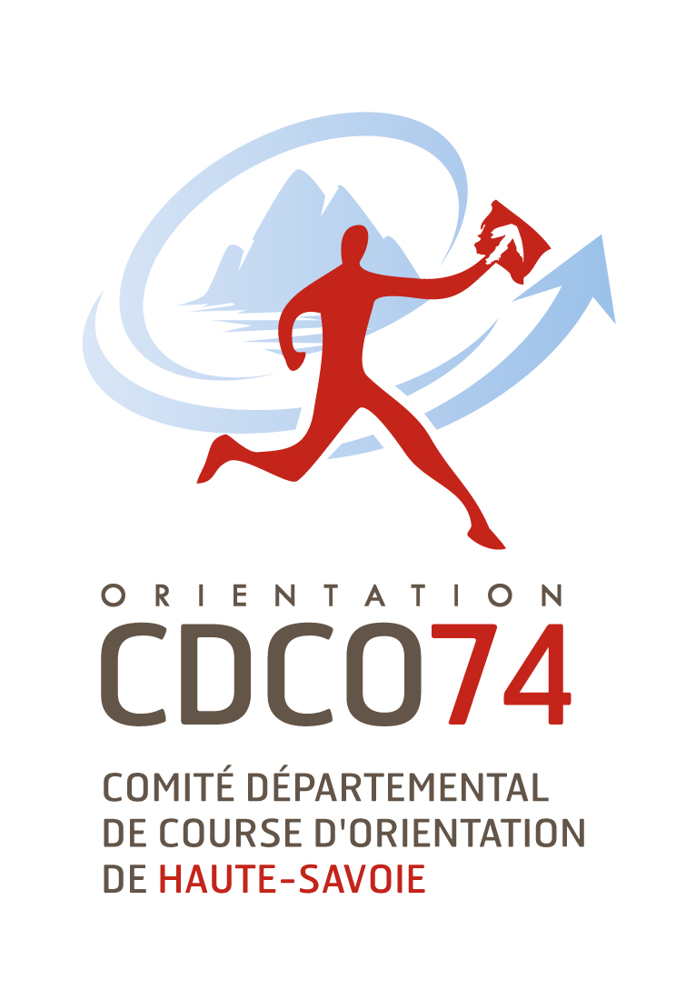 ORIENTATION
CDCO74
COMITÉ DÉPARTEMENTAL
DE COURSE D'ORIENTATION
DE HAUTE-SAVOIE